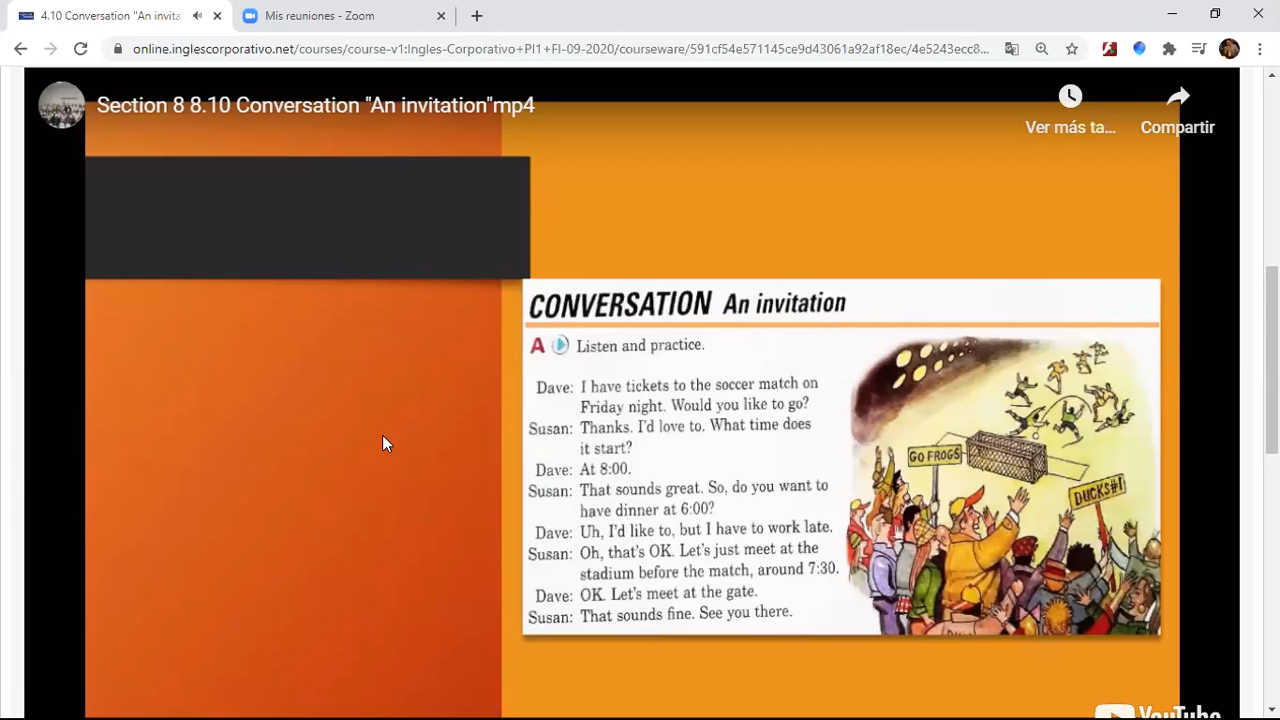 4.10 Conversation "An invita
Mis reuniones - Zoom
online.inglescorporativo.net/courses/course-v1:Ingles-Corporativo+PI1+FI-09-2020/courseware/591cf54e571145ce9d43061a92af18ec/4e5243ecc8...
Section 8 8.10 Conversation "An invitation"mp4
Ver más ta...
Compartir
CONVERSATION An invitation
A Listen and practice.
Dave: I have tickets to the soccer match on
Friday night. Would you like to go?
Susan: Thanks. I'd love to. What time does
it start?
Dave: At 8:00.
Susan: That sounds great. So, do you want to
have dinner at 6:00?
Dave: Uh, I'd like to, but I have to work late.
Susan: Oh, that's OK. Let's just meet at the
stadium before the match, around 7:30.
Dave: OK. Let's meet at the gate.
Susan: That sounds fine. See you there.
GO FROGS
DUCKS#1
YouTube